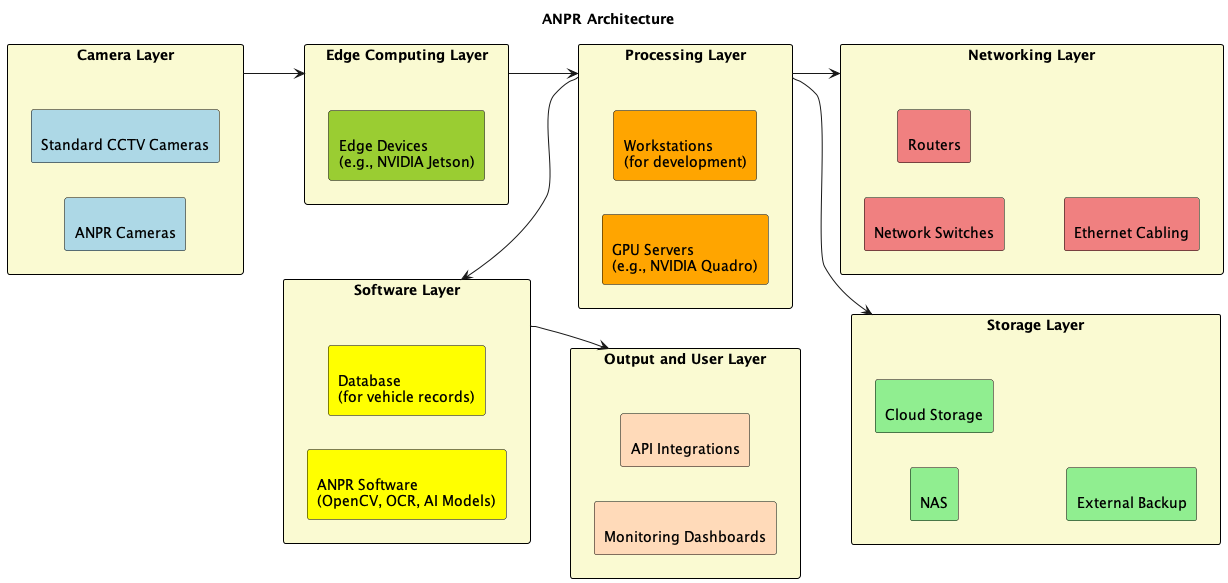 ANPR Architecture
Camera Layer
Standard CCTV Cameras
ANPR Cameras
Edge Computing Layer
Edge Devices
(e.g., NVIDIA Jetson)
Processing Layer
Workstations
(for development)
GPU Servers
(e.g., NVIDIA Quadro)
Networking Layer
Routers
Network Switches
Ethernet Cabling
Software Layer
Database
(for vehicle records)
ANPR Software
(OpenCV, OCR, AI Models)
Output and User Layer
API Integrations
Monitoring Dashboards
Storage Layer
Cloud Storage
NAS
External Backup